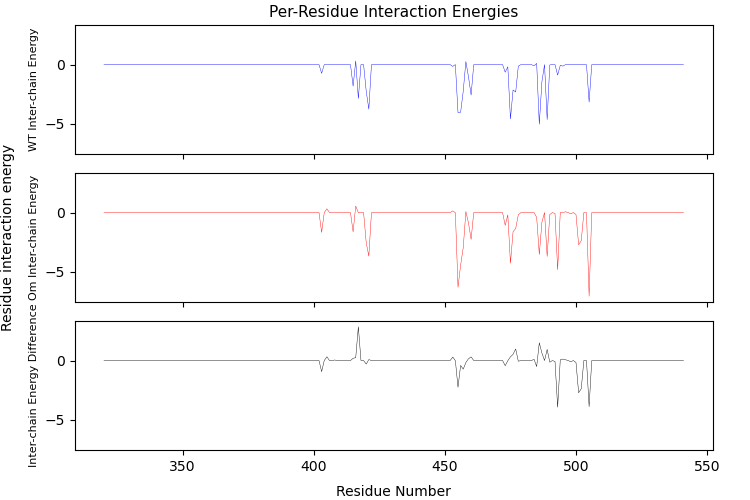 Per-Residue Interaction Energies
Residue interaction energy
WT Inter-chain Energy
0
−5
Om Inter-chain Energy
0
−5
Inter-chain Energy Difference
0
−5
350
400
450
500
550
Residue Number